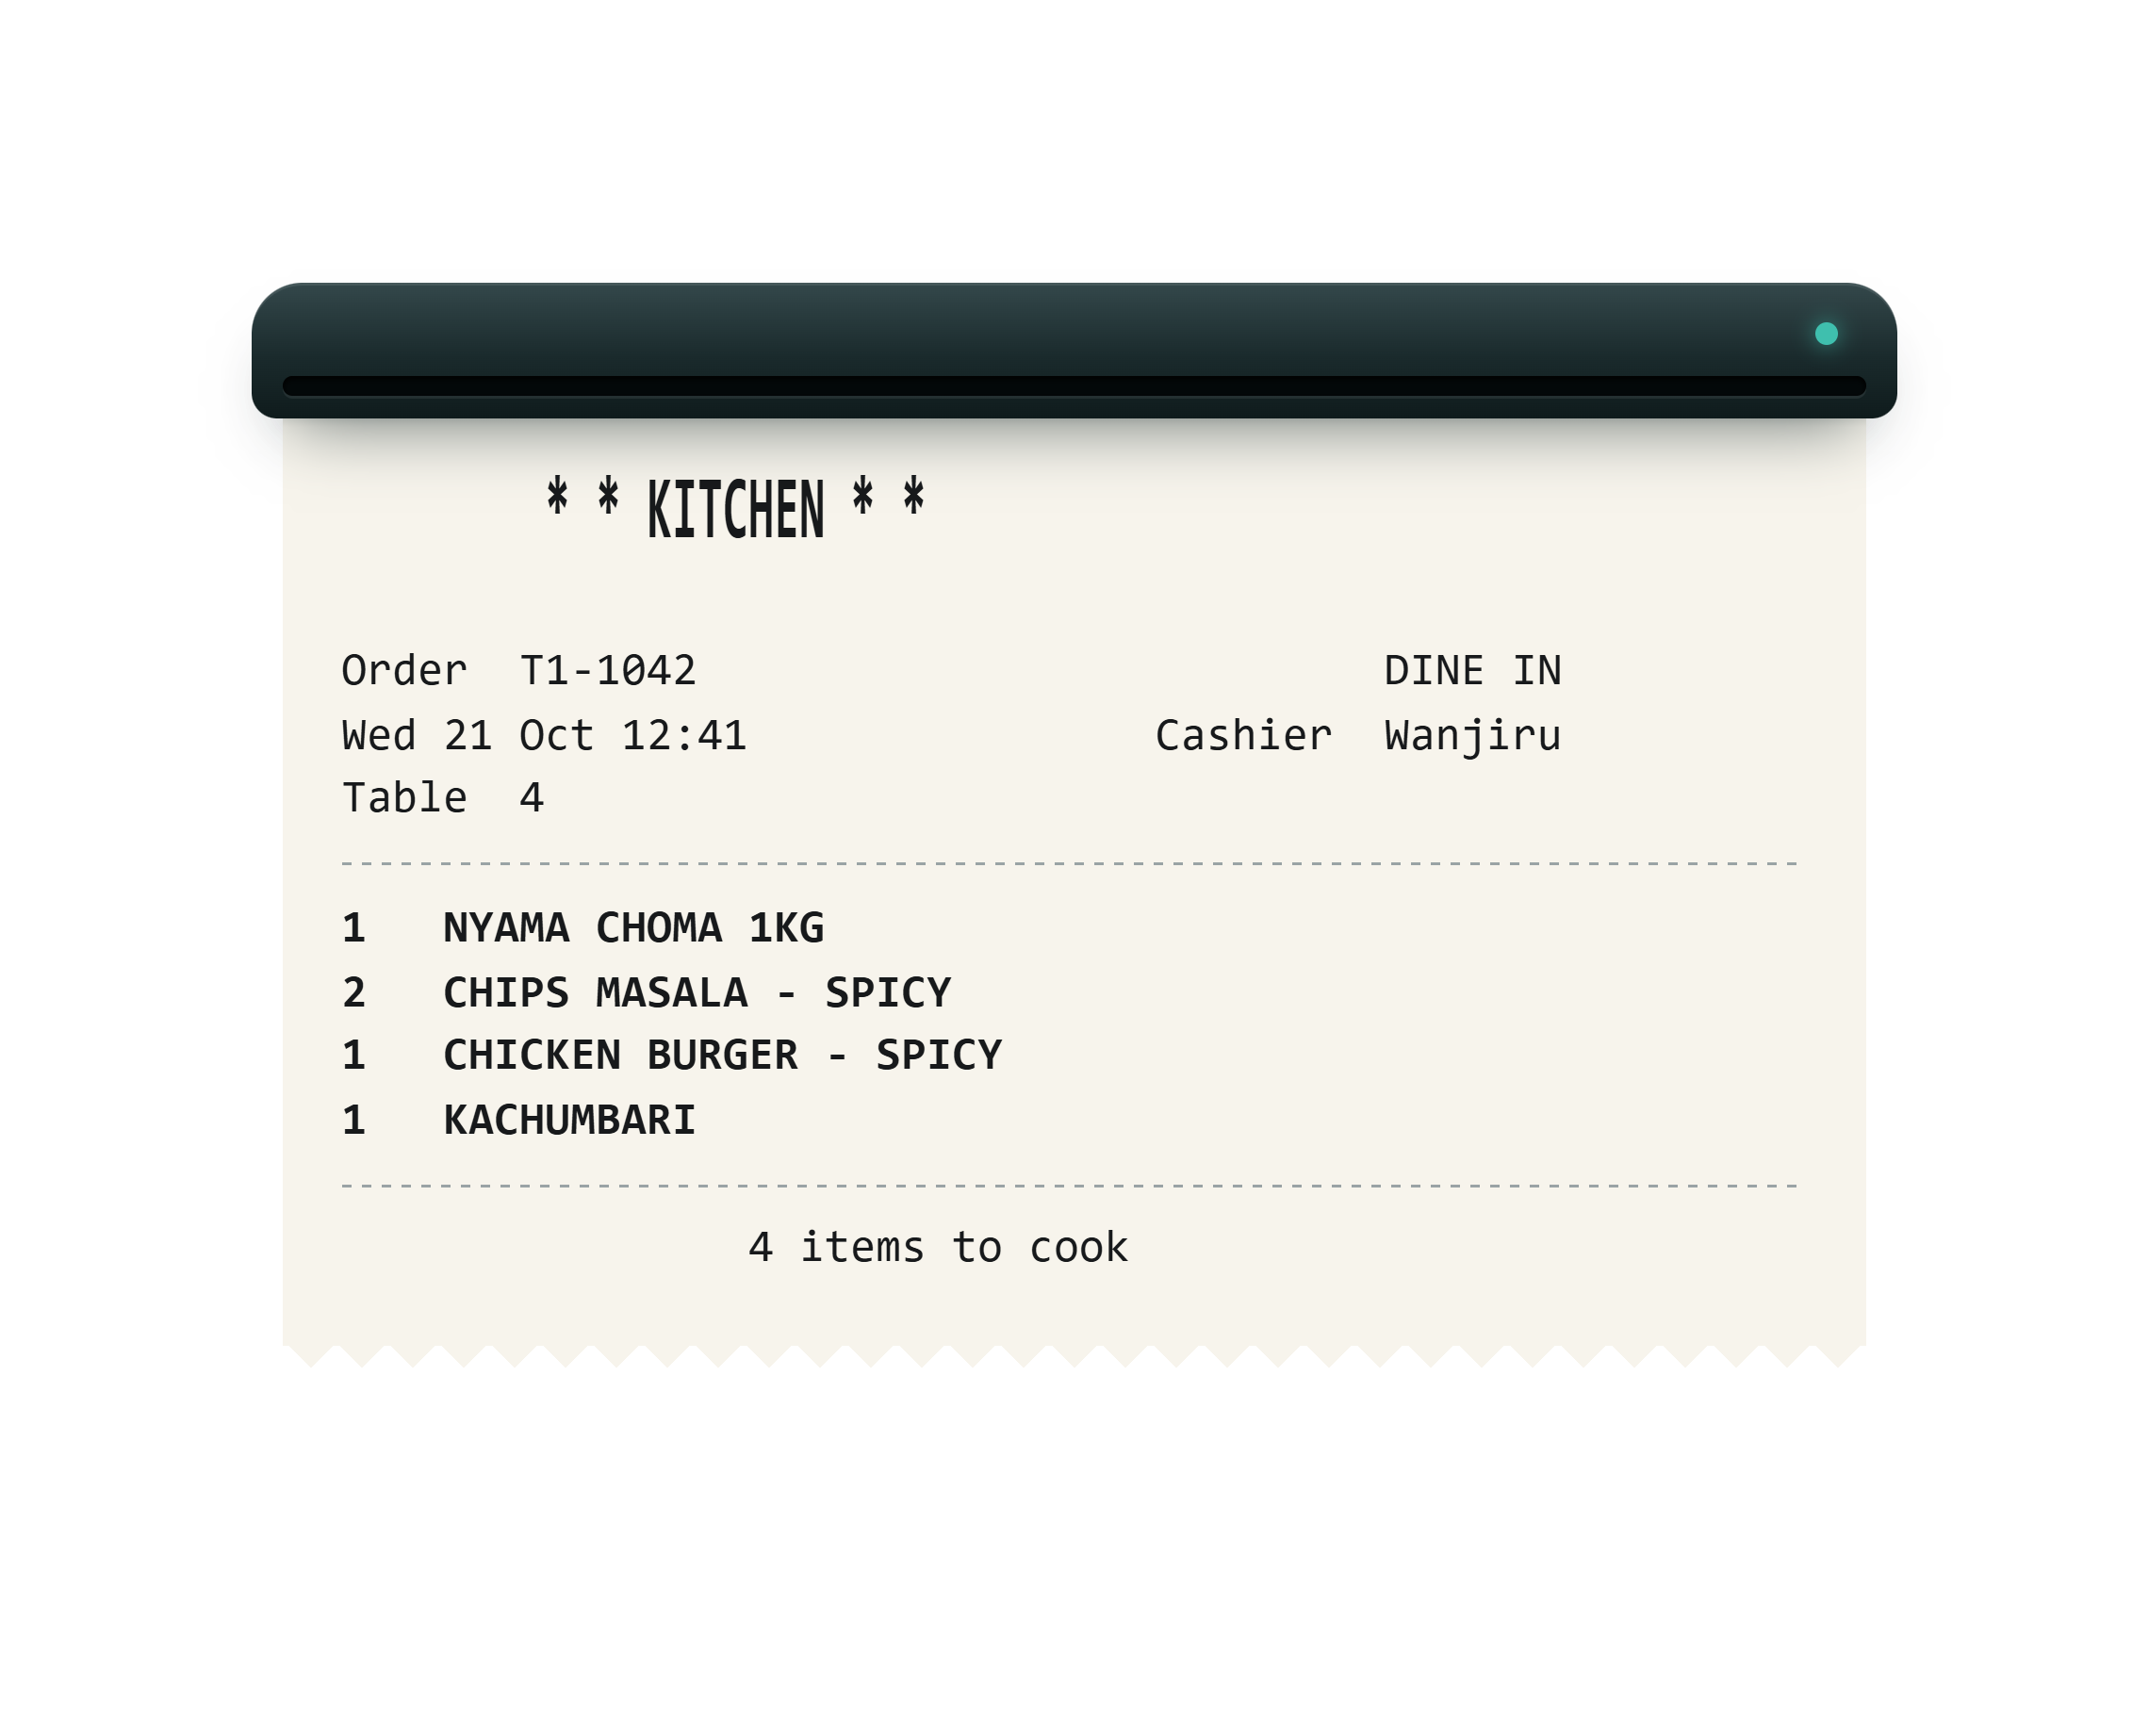 * * KITCHEN * *
Order  T1-1042                           DINE IN
Wed 21 Oct 12:41                Cashier  Wanjiru
Table  4
1   NYAMA CHOMA 1KG
2   CHIPS MASALA - SPICY
1   CHICKEN BURGER - SPICY
1   KACHUMBARI
4 items to cook